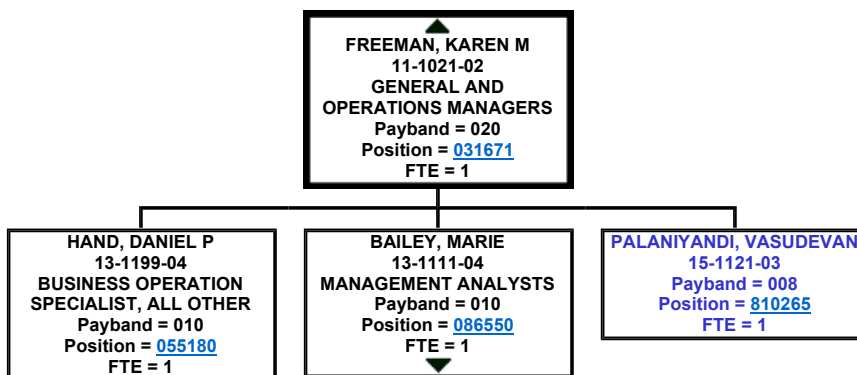 FREEMAN, KAREN M
11-1021-02
GENERAL AND
OPERATIONS MANAGERS
Payband = 020
Position = 031671
FTE = 1
HAND, DANIEL P
13-1199-04
BUSINESS OPERATION
SPECIALIST, ALL OTHER
Payband = 010
Position = 055180
FTE = 1
BAILEY, MARIE
13-1111-04
MANAGEMENT ANALYSTS
Payband = 010
Position = 086550
FTE = 1
PALANIYANDI, VASUDEVAN
15-1121-03
Payband = 008
Position = 810265
FTE = 1